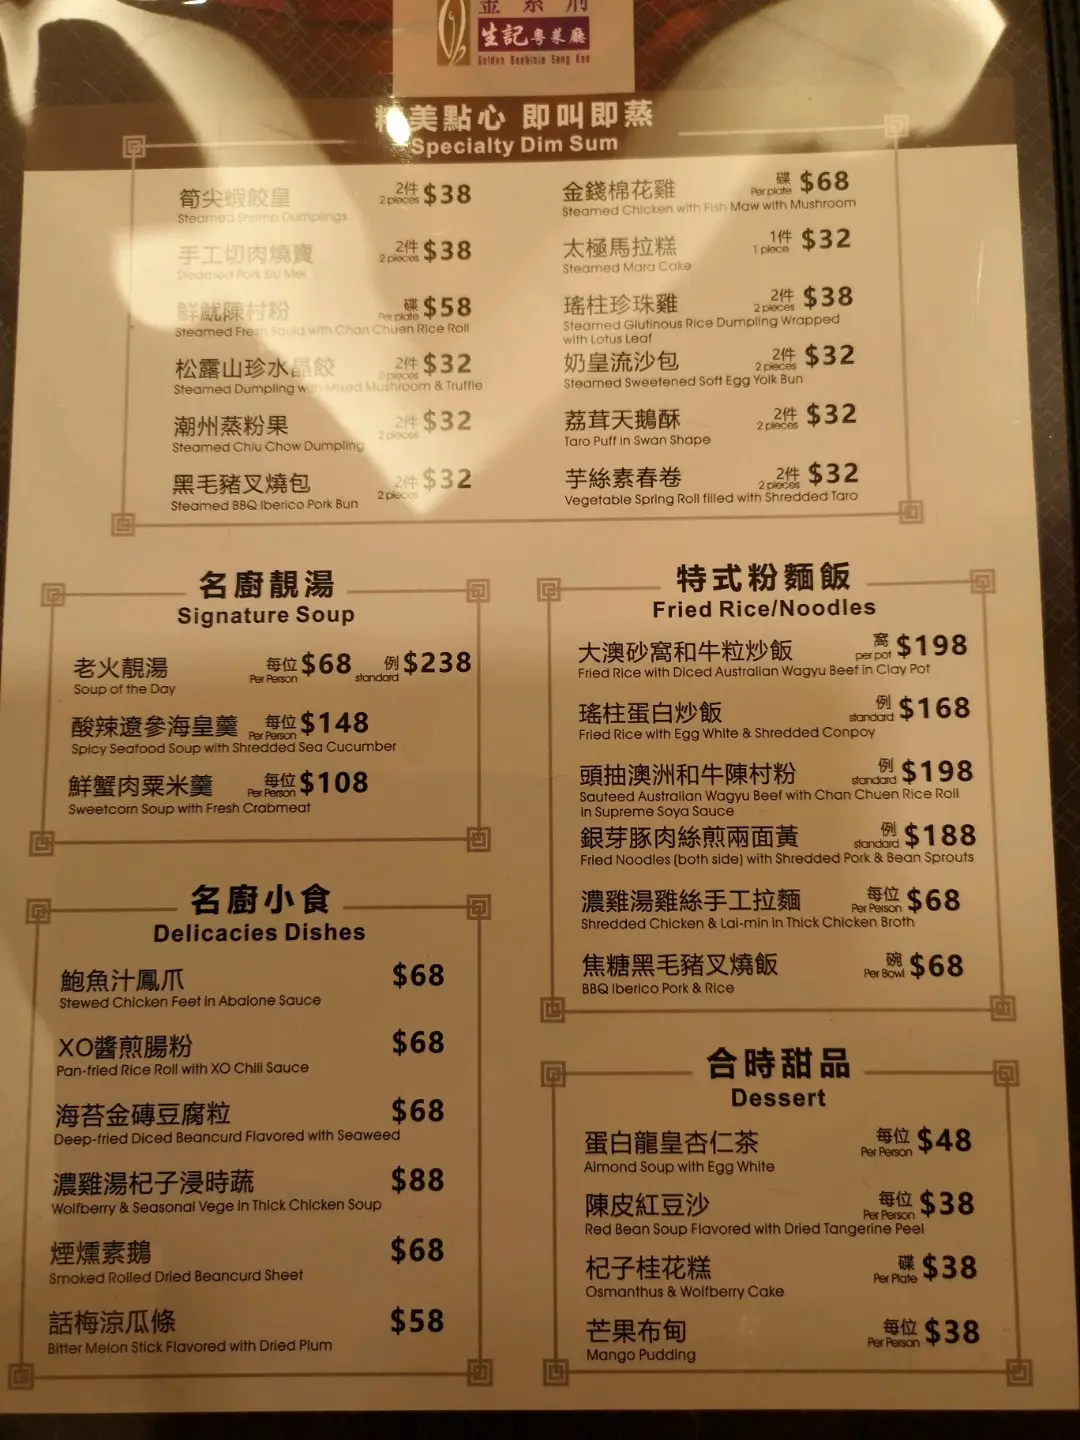 金紫荊
生記粵菜廳
Golden Bauhinia Sang Kee
美點心 即叫即蒸
Specialty Dim Sum
筍尖蝦餃皇 2件 2 pieces $38
Steamed Shrimp Dumplings
手工切肉燒賣 2件 2 pieces $38
Steamed Pork Siu Mei
鮮魷陳村粉 碟 Per plate $58
Steamed Fresh Squid with Chan Chuen Rice Roll
松露山珍水晶餃 2件 2 pieces $32
Steamed Dumpling with Mixed Mushroom & Truffle
潮州蒸粉果 2件 2 pieces $32
Steamed Chiu Chow Dumpling
黑毛豬叉燒包 2件 2 pieces $32
Steamed BBQ Iberico Pork Bun
金錢棉花雞 碟 Per plate $68
Steamed Chicken with Fish Maw with Mushroom
太極馬拉糕 1件 1 piece $32
Steamed Mara Cake
瑤柱珍珠雞 2件 2 pieces $38
Steamed Glutinous Rice Dumpling Wrapped
with Lotus Leaf
奶皇流沙包 2件 2 pieces $32
Steamed Sweetened Soft Egg Yolk Bun
荔茸天鵝酥 2件 2 pieces $32
Taro Puff in Swan Shape
芋絲素春卷 2件 2 pieces $32
Vegetable Spring Roll filled with Shredded Taro
名廚靚湯
Signature Soup
老火靚湯 每位 Per Person $68 例 standard $238
Soup of the Day
酸辣遼參海皇羹 每位 Per Person $148
Spicy Seafood Soup with Shredded Sea Cucumber
鮮蟹肉粟米羹 每位 Per Person $108
Sweetcorn Soup with Fresh Crabmeat
名廚小食
Delicacies Dishes
鮑魚汁鳳爪 $68
Stewed Chicken Feet in Abalone Sauce
XO醬煎腸粉 $68
Pan-fried Rice Roll with XO Chili Sauce
海苔金磚豆腐粒 $68
Deep-fried Diced Beancurd Flavored with Seaweed
濃雞湯杞子浸時蔬 $88
Wolfberry & Seasonal Vege in Thick Chicken Soup
煙燻素鵝 $68
Smoked Rolled Dried Beancurd Sheet
話梅涼瓜條 $58
Bitter Melon Stick Flavored with Dried Plum
特式粉麵飯
Fried Rice/Noodles
大澳砂窩和牛粒炒飯 窩 per pot $198
Fried Rice with Diced Australian Wagyu Beef in Clay Pot
瑤柱蛋白炒飯 例 standard $168
Fried Rice with Egg White & Shredded Conpoy
頭抽澳洲和牛陳村粉 例 standard $198
Sauteed Australian Wagyu Beef with Chan Chuen Rice Roll
in Supreme Soya Sauce
銀芽豚肉絲煎兩面黃 例 standard $188
Fried Noodles (both side) with Shredded Pork & Bean Sprouts
濃雞湯雞絲手工拉麵 每位 Per Person $68
Shredded Chicken & Lai-min in Thick Chicken Broth
焦糖黑毛豬叉燒飯 碗 Per Bowl $68
BBQ Iberico Pork & Rice
合時甜品
Dessert
蛋白龍皇杏仁茶 每位 Per Person $48
Almond Soup with Egg White
陳皮紅豆沙 每位 Per Person $38
Red Bean Soup Flavored with Dried Tangerine Peel
杞子桂花糕 碟 Per Plate $38
Osmanthus & Wolfberry Cake
芒果布甸 每位 Per Person $38
Mango Pudding